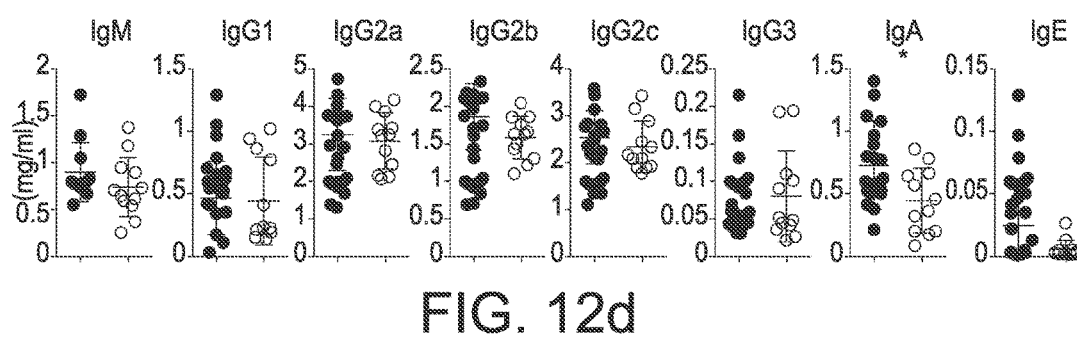 IgM IgG1 IgG2a IgG2b IgG2c IgG3 IgA IgE
*
2 1.5 5 2.5 4 0.25 1.5 0.15
1.5 1 4 2 3 0.2 1 0.1
1 0.5 3 1.5 2 0.15 0.5 0.05
0.5 0 2 1 1 0.1 0 0
0 1 0.5 0 0.05
0 0 0
(mg/ml)
FIG. 12d